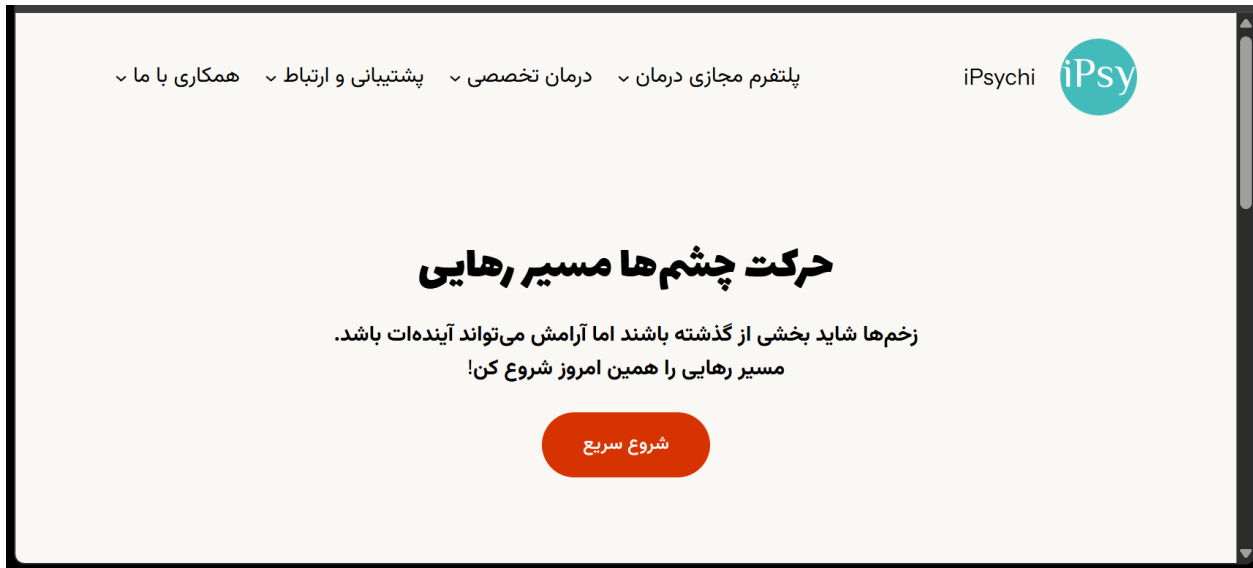 iPsy
iPsychi
پلتفرم مجازی درمان
درمان تخصصی
پشتیبانی و ارتباط
همکاری با ما
حرکت چشم‌ها مسیر رهایی
زخم‌ها شاید بخشی از گذشته باشند اما آرامش می‌تواند آینده‌ات باشد.
مسیر رهایی را همین امروز شروع کن!
شروع سریع